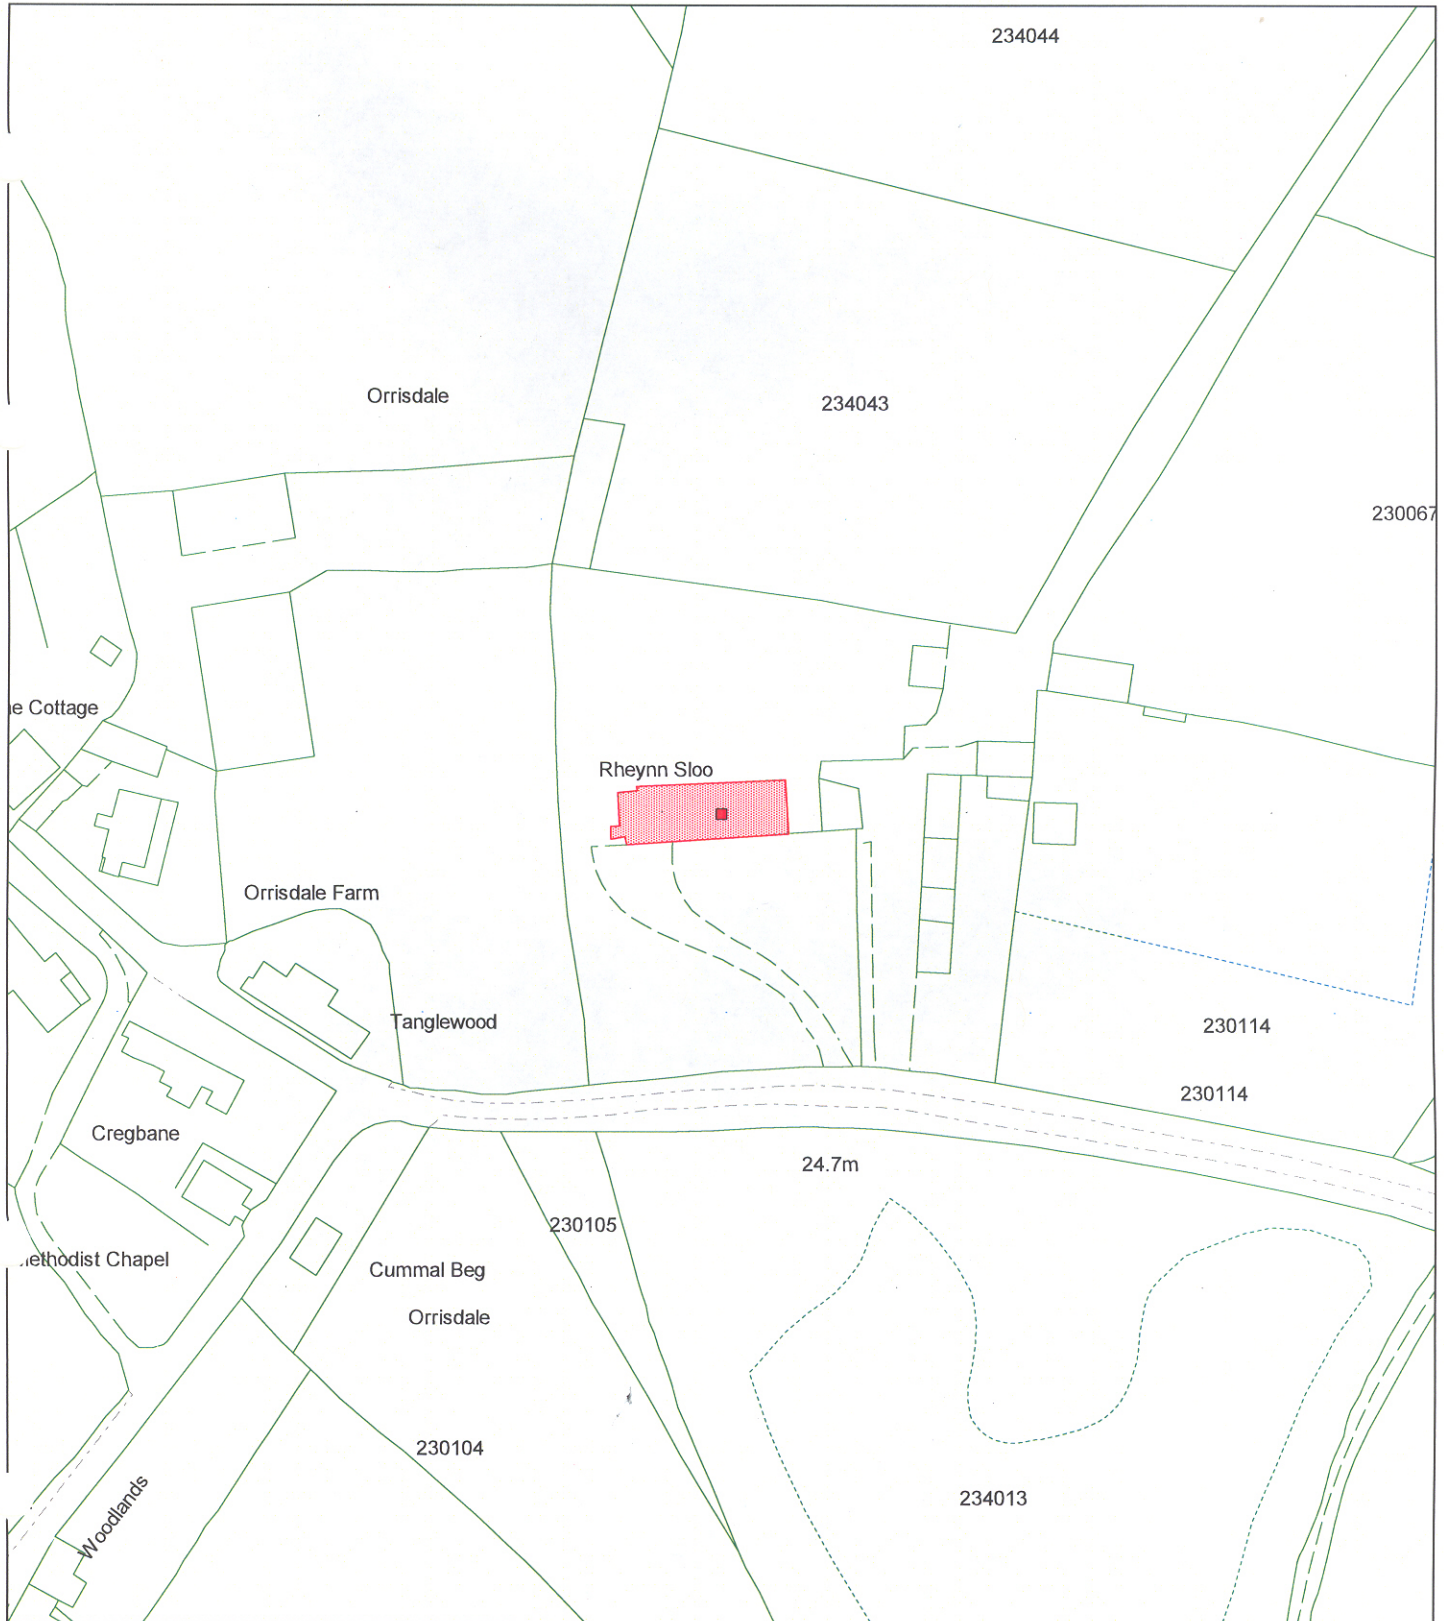 234044
Orrisdale
234043
230067
Cottage
Rheynn Sloo
Orrisdale Farm
Tanglewood
230114
230114
Cregbane
24.7m
230105
Chapel
Cummal Beg
Orrisdale
230104
Woodlands
234013